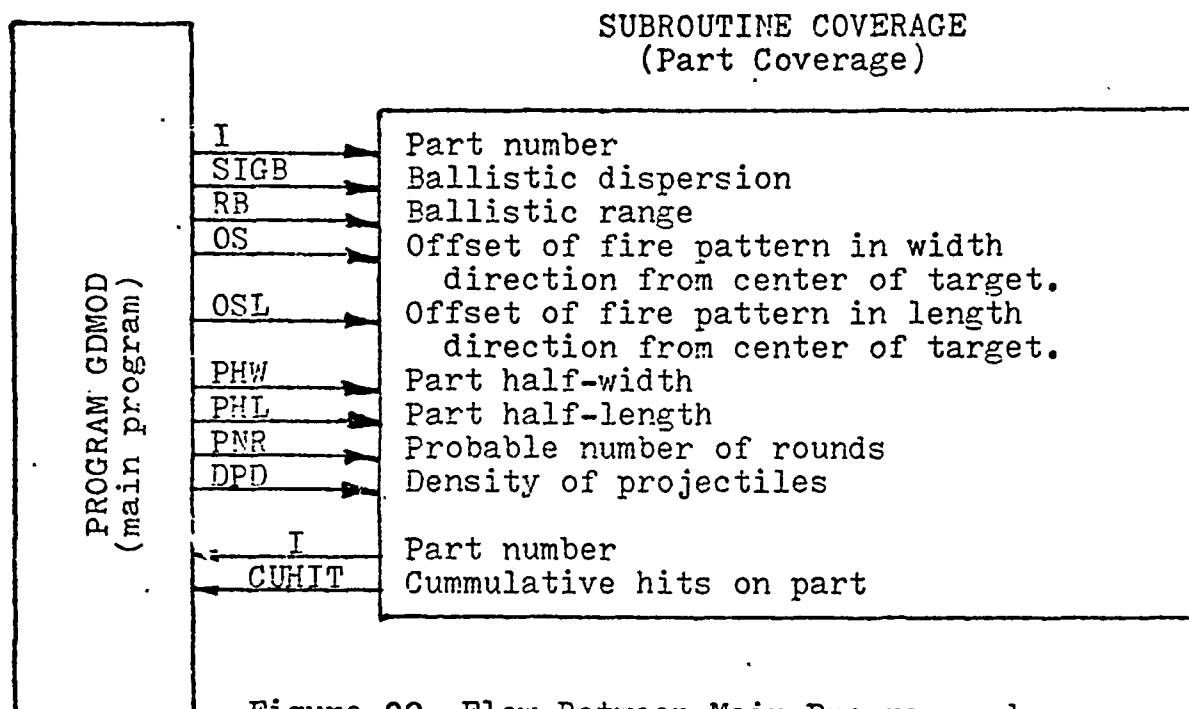 SUBROUTINE COVERAGE
(Part Coverage)
PROGRAM GDMOD
(main program)
I Part number
SIGB Ballistic dispersion
RB Ballistic range
OS Offset of fire pattern in width
direction from center of target.
OSL Offset of fire pattern in length
direction from center of target.
PHW Part half-width
PHL Part half-length
PNR Probable number of rounds
DPD Density of projectiles
I Part number
CUHIT Cummulative hits on part
Flow Between Main